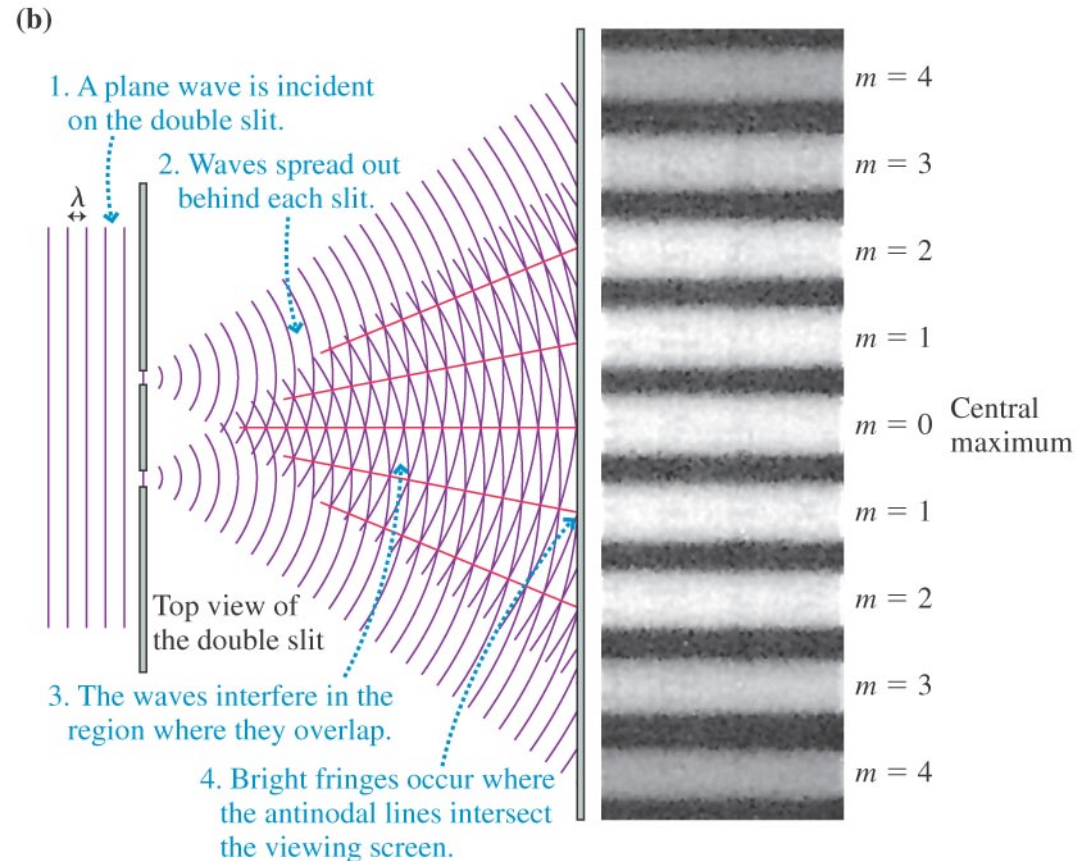 (b)
1. A plane wave is incident
on the double slit.
2. Waves spread out
behind each slit.
λ
Top view of
the double slit
3. The waves interfere in the
region where they overlap.
4. Bright fringes occur where
the antinodal lines intersect
the viewing screen.
m = 4
m = 3
m = 2
m = 1
m = 0 Central
maximum
m = 1
m = 2
m = 3
m = 4